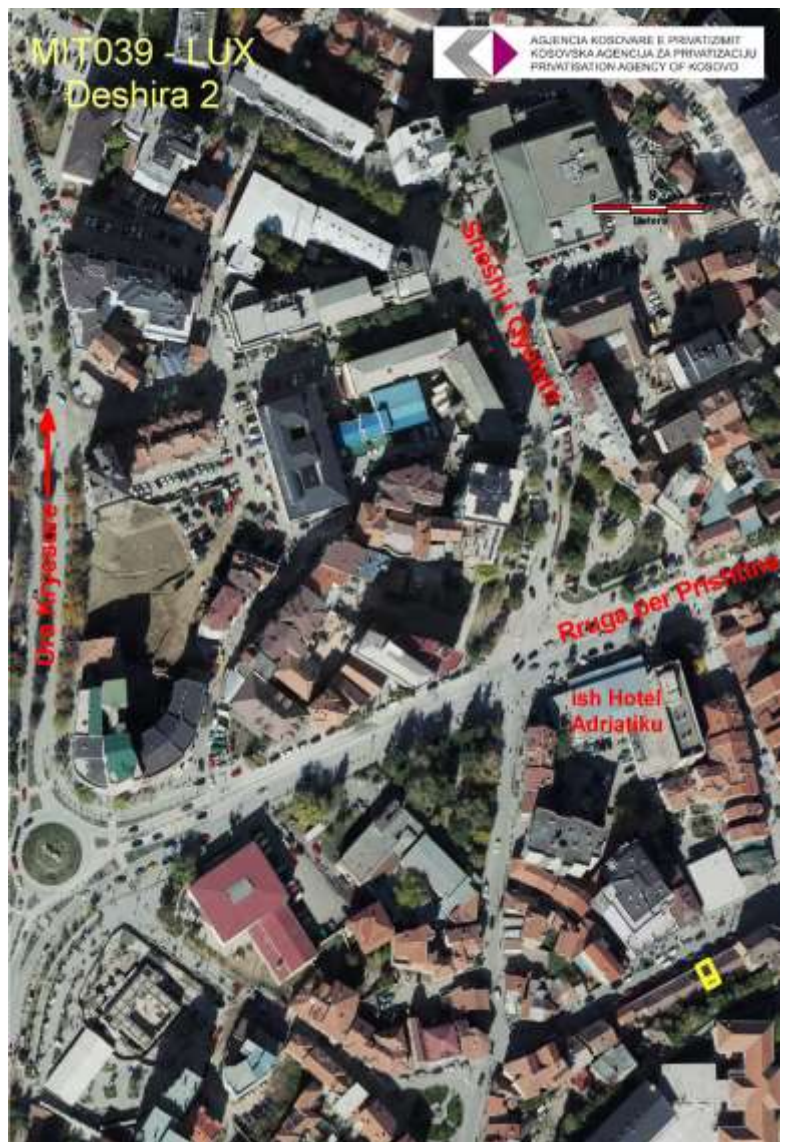 MIT039 - LUX
Deshira 2
AGJENCIA KOSOVARE E PRIVATIZIMIT
KOSOVSKA AGENCIJA ZA PRIVATIZACIJU
PRIVATISATION AGENCY OF KOSOVO
Meters
Sheshi i Qytetit
Ura Kryesore
Rruga per Prishtine
ish Hotel
Adriatiku